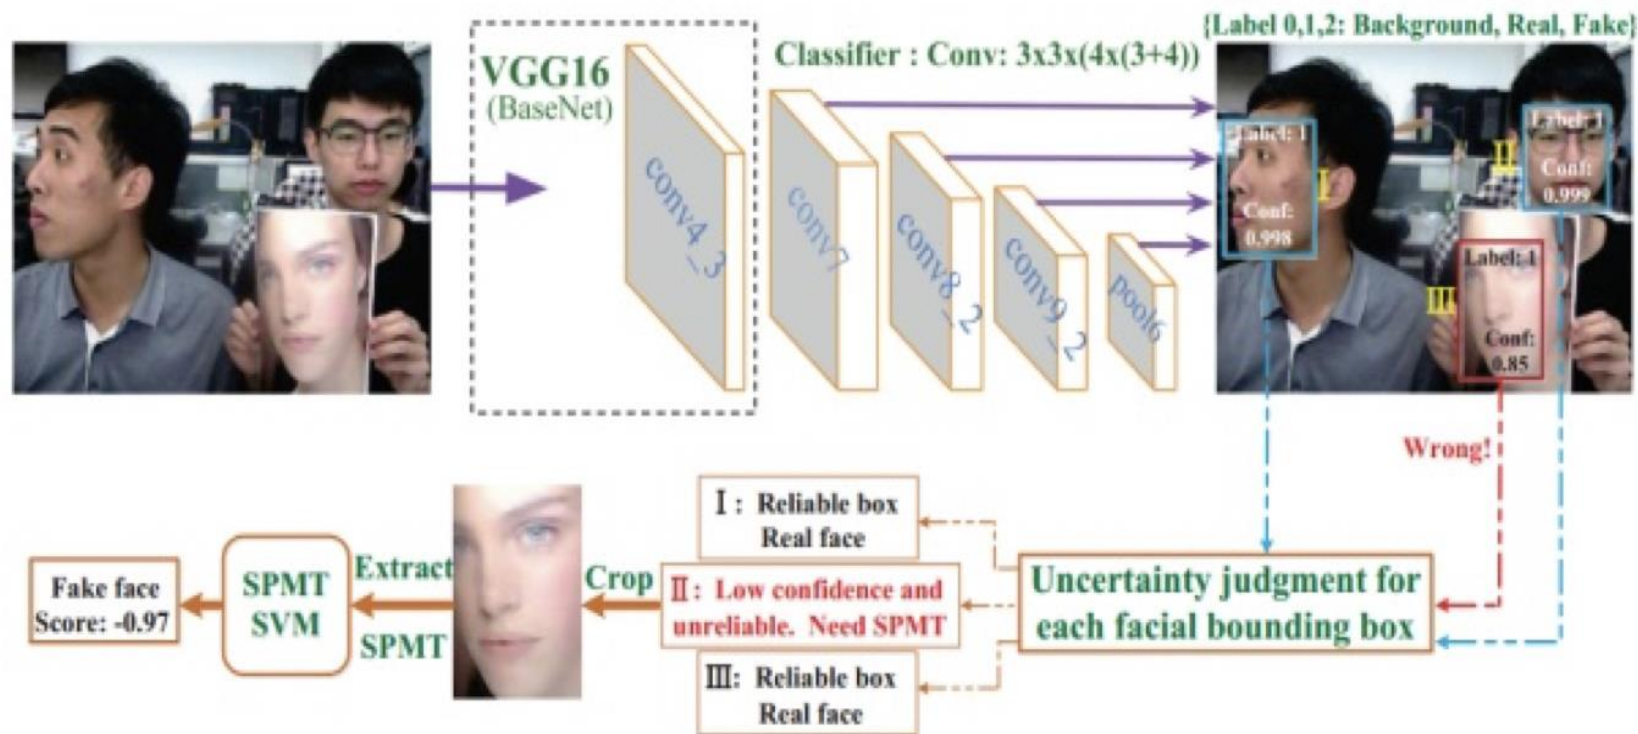 {Label 0,1,2: Background, Real, Fake}
VGG16
(BaseNet)
Classifier : Conv: 3x3x(4x(3+4))
conv4_3
conv7
conv8_2
conv9_2
pool6
Label: 1
Conf:
0.998
I
Label: 1
Conf:
0.999
II
Label: 1
Conf:
0.85
III
Wrong!
I : Reliable box
Real face
II: Low confidence and
unreliable. Need SPMT
III: Reliable box
Real face
Uncertainty judgment for
each facial bounding box
Crop
Extract
SPMT
SPMT
SVM
Fake face
Score: -0.97